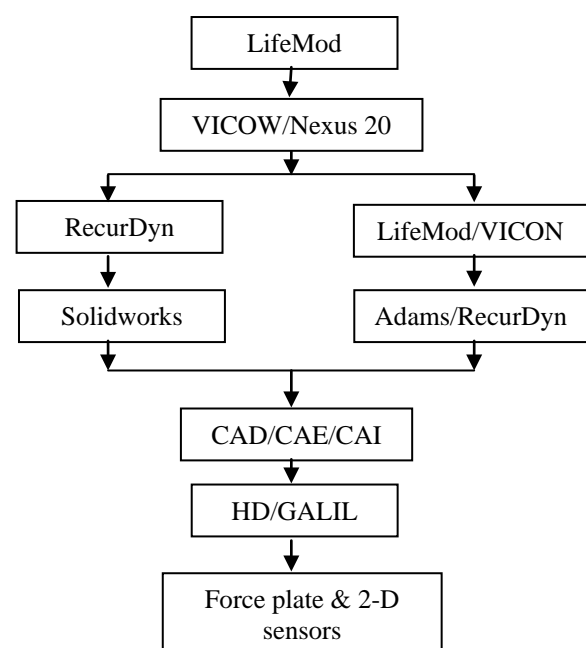 LifeMod
VICOW/Nexus 20
RecurDyn
LifeMod/VICON
Solidworks
Adams/RecurDyn
CAD/CAE/CAI
HD/GALIL
Force plate & 2-D
sensors